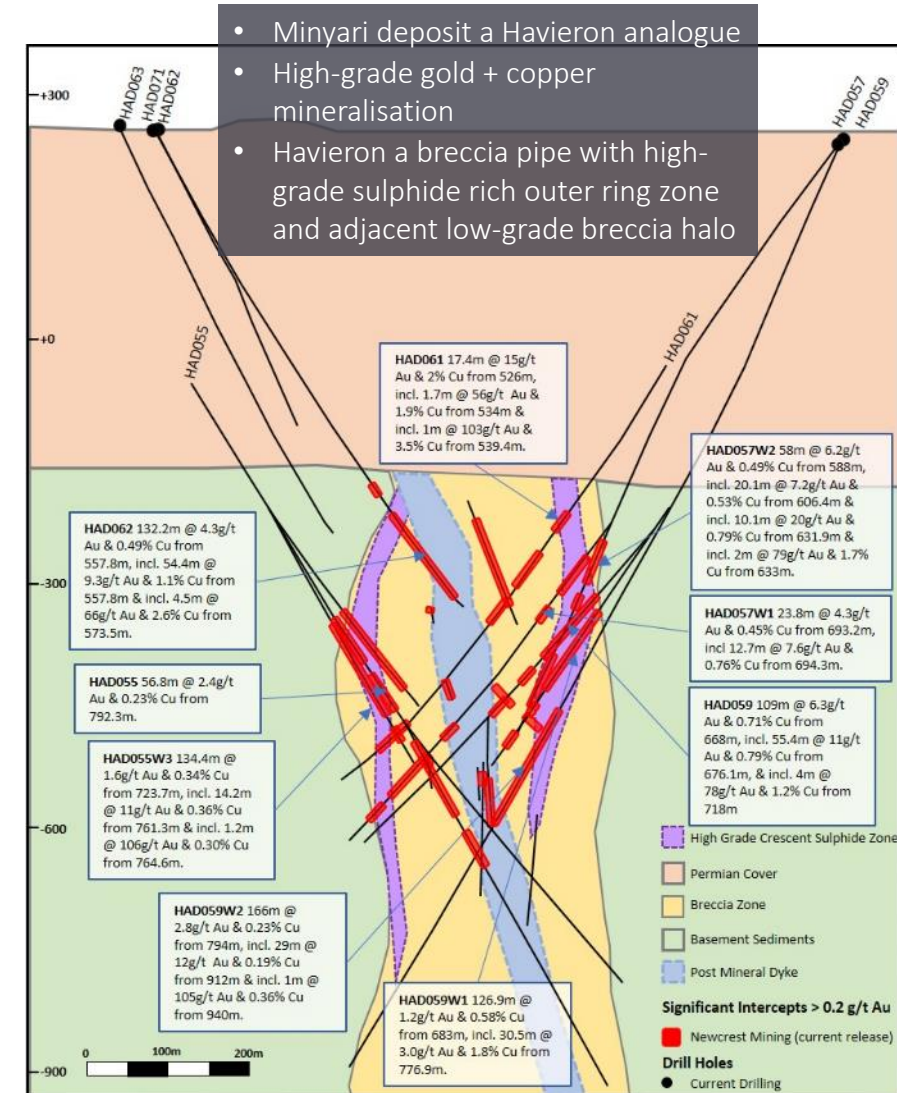 • Minyari deposit a Havieron analogue
• High-grade gold + copper
mineralisation
• Havieron a breccia pipe with high-
grade sulphide rich outer ring zone
and adjacent low-grade breccia halo
+300
HAD063
HAD071
HAD062
HAD057
HAD059
+0
HAD055
HAD061
HAD061 17.4m @ 15g/t
Au & 2% Cu from 526m,
incl. 1.7m @ 56g/t Au &
1.9% Cu from 534m &
incl. 1m @ 103g/t Au &
3.5% Cu from 539.4m.
HAD057W2 58m @ 6.2g/t
Au & 0.49% Cu from 588m,
incl. 20.1m @ 7.2g/t Au &
0.53% Cu from 606.4m &
incl. 10.1m @ 20g/t Au &
0.79% Cu from 631.9m &
incl. 2m @ 79g/t Au & 1.7%
Cu from 633m.
HAD062 132.2m @ 4.3g/t
Au & 0.49% Cu from
557.8m, incl. 54.4m @
9.3g/t Au & 1.1% Cu from
557.8m & incl. 4.5m @
66g/t Au & 2.6% Cu from
573.5m.
-300
HAD057W1 23.8m @ 4.3g/t
Au & 0.45% Cu from 693.2m,
incl 12.7m @ 7.6g/t Au &
0.76% Cu from 694.3m.
HAD055 56.8m @ 2.4g/t
Au & 0.23% Cu from
792.3m.
HAD059 109m @ 6.3g/t
Au & 0.71% Cu from
668m, incl. 55.4m @ 11g/t
Au & 0.79% Cu from
676.1m, & incl. 4m @
78g/t Au & 1.2% Cu from
718m
HAD055W3 134.4m @
1.6g/t Au & 0.34% Cu
from 723.7m, incl. 14.2m
@ 11g/t Au & 0.36% Cu
from 761.3m & incl. 1.2m
@ 106g/t Au & 0.30% Cu
from 764.6m.
-600
HAD059W2 166m @
2.8g/t Au & 0.23% Cu
from 794m, incl. 29m @
12g/t Au & 0.19% Cu
from 912m & incl. 1m @
105g/t Au & 0.36% Cu
from 940m.
HAD059W1 126.9m @
1.2g/t Au & 0.58% Cu
from 683m, incl. 30.5m @
3.0g/t Au & 1.8% Cu from
776.9m.
High Grade Crescent Sulphide Zone
Permian Cover
Breccia Zone
Basement Sediments
Post Mineral Dyke
Significant Intercepts > 0.2 g/t Au
Newcrest Mining (current release)
Drill Holes
Current Drilling
0 100m 200m
-900